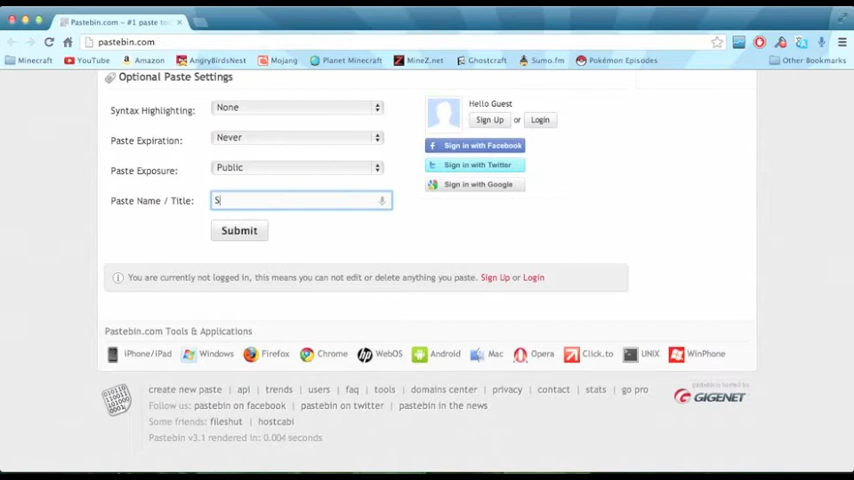 Pastebin.com – #1 paste to
pastebin.com
Minecraft YouTube Amazon AngryBirdsNest Mojang Planet Minecraft MineZ.net Ghostcraft Sumo.fm Pokémon Episodes Other Bookmarks
Optional Paste Settings
Syntax Highlighting: None
Paste Expiration: Never
Paste Exposure: Public
Paste Name / Title: S
Submit
Hello Guest
Sign Up or Login
f Sign in with Facebook
t Sign in with Twitter
g Sign in with Google
i You are currently not logged in, this means you can not edit or delete anything you paste. Sign Up or Login
Pastebin.com Tools & Applications
iPhone/iPad Windows Firefox Chrome hp WebOS Android Mac Opera Click.to UNIX WinPhone
create new paste | api | trends | users | faq | tools | domains center | privacy | contact | stats | go pro
Follow us: pastebin on facebook | pastebin on twitter | pastebin in the news
Some friends: fileshut | hostcabi
Pastebin v3.1 rendered in: 0.004 seconds
pastebin is hosted by
GIGENET